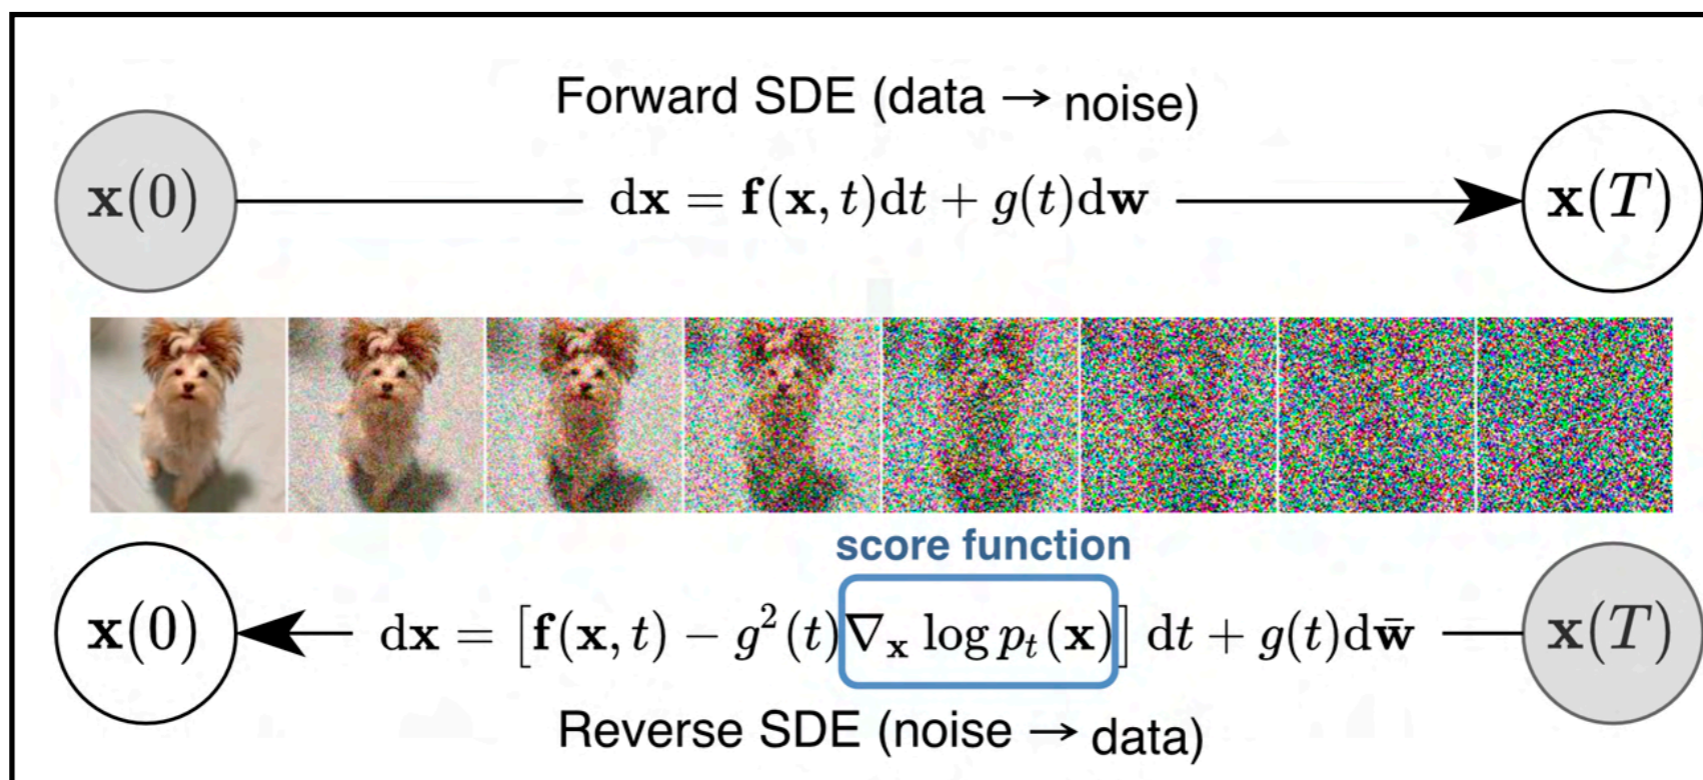 Forward SDE (data → noise)
x(0) dx = f(x, t)dt + g(t)dw x(T)
score function
x(0) dx = [f(x, t) − g²(t)∇ₓ log pₜ(x)] dt + g(t)dw̄ x(T)
Reverse SDE (noise → data)